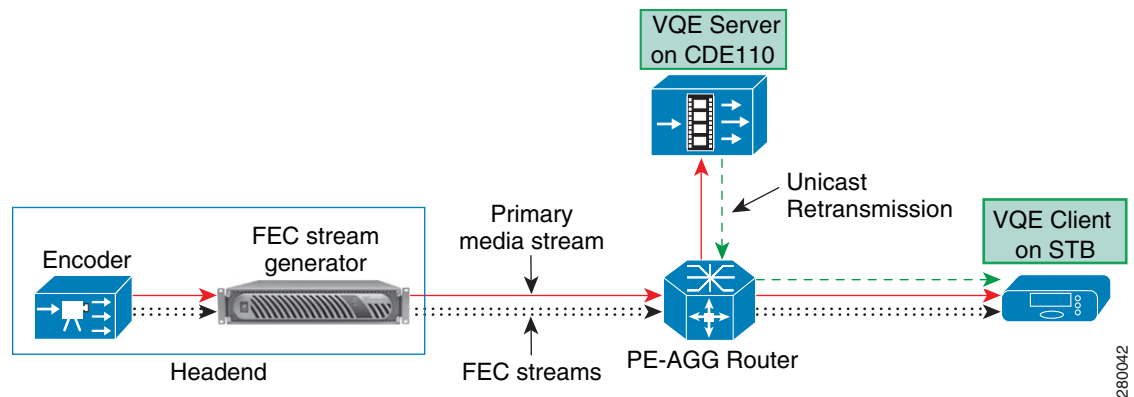 VQE Server
on CDE110
Unicast
Retransmission
VQE Client
on STB
Primary
media stream
FEC stream
generator
Encoder
Headend
FEC streams
PE-AGG Router
280042